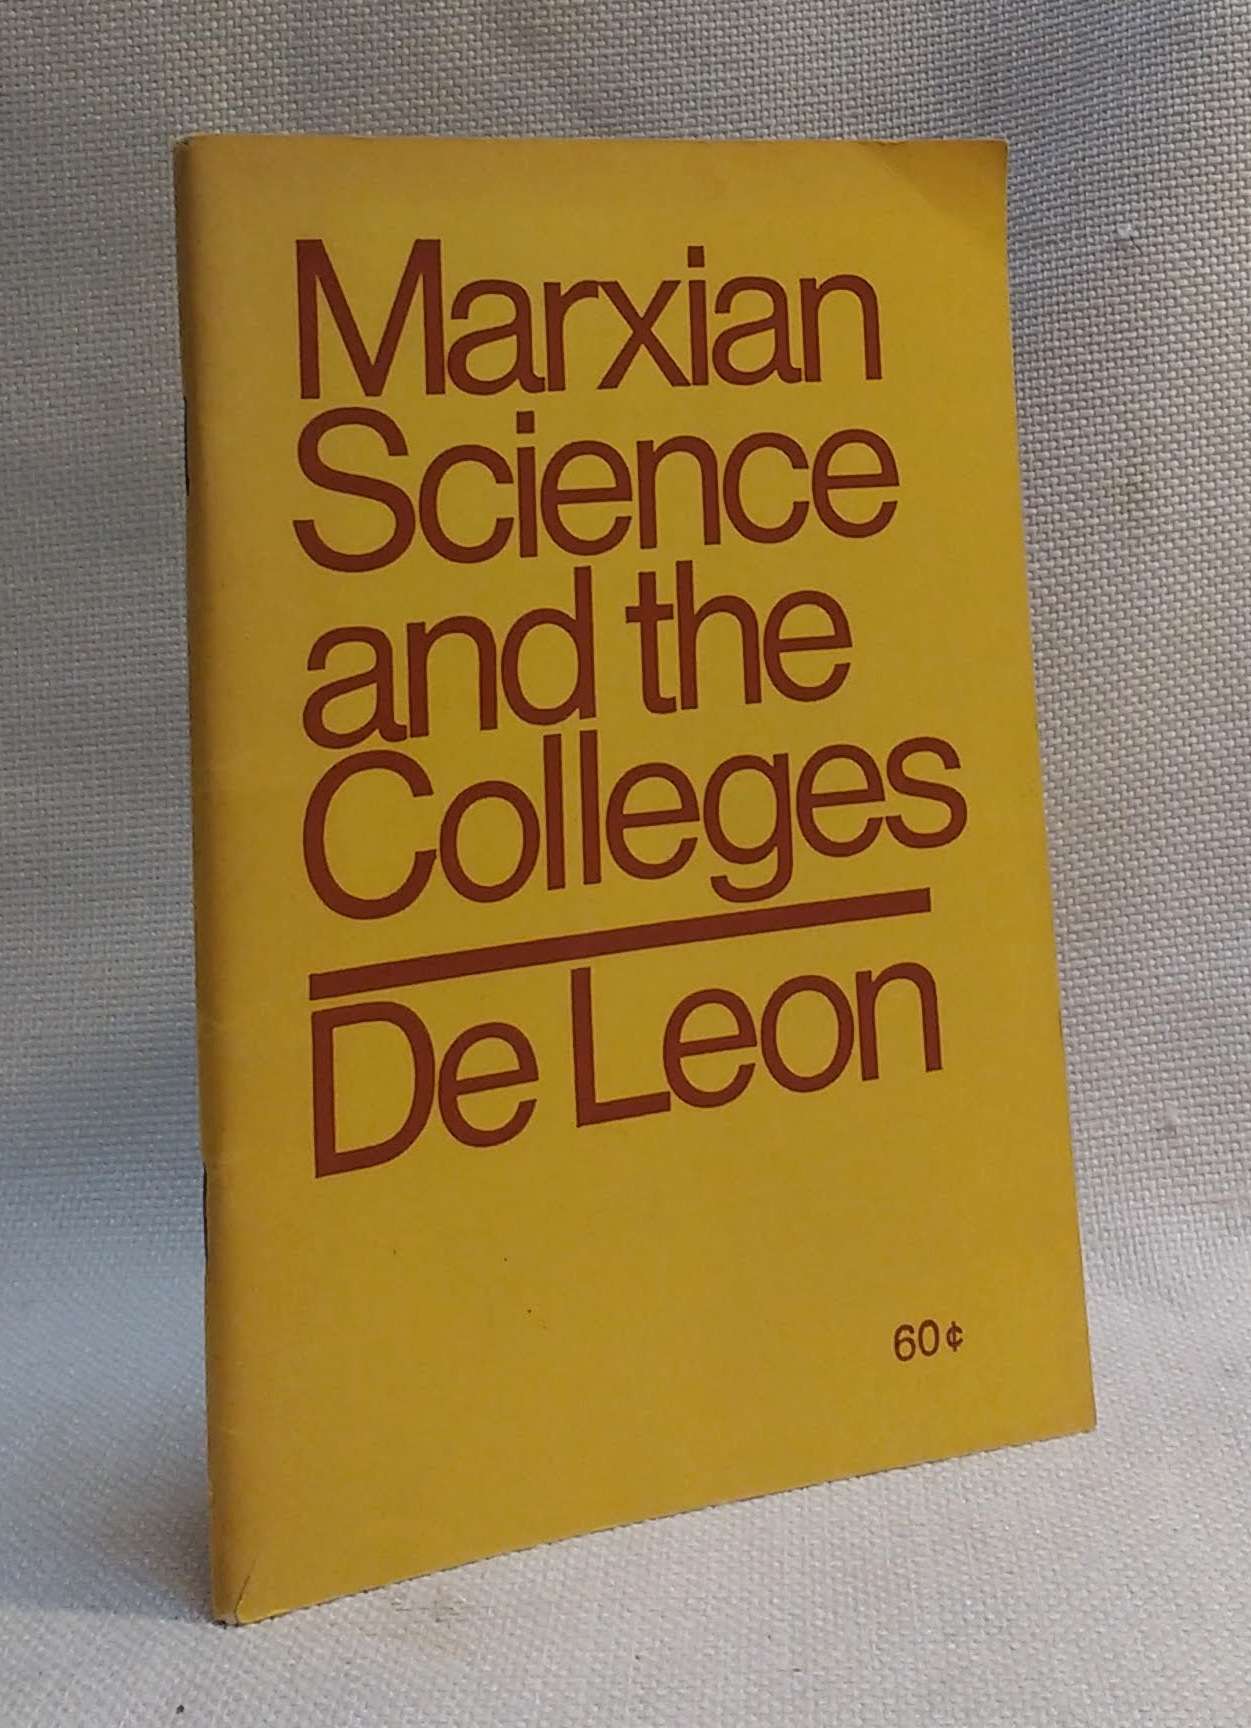 Marxian
Science
and the
Colleges
De Leon
60¢